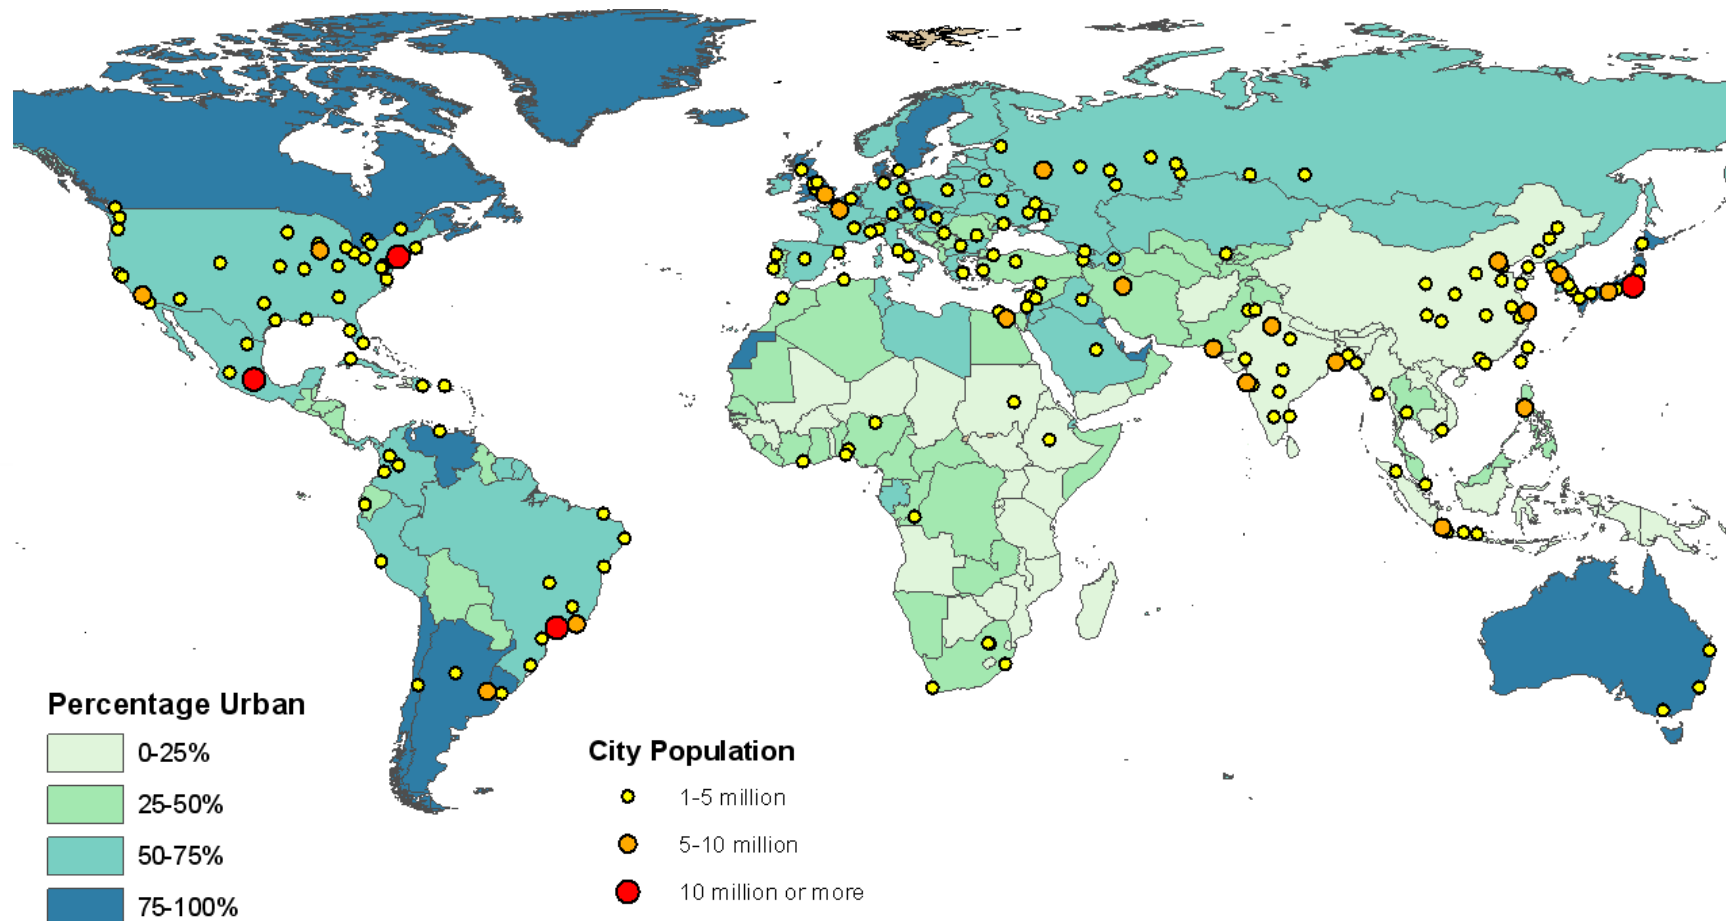 Percentage Urban
0-25%
25-50%
50-75%
75-100%
City Population
1-5 million
5-10 million
10 million or more